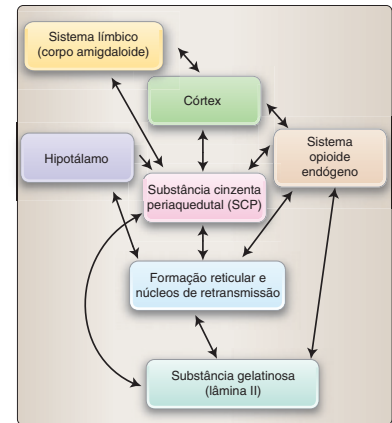 Sistema límbico
(corpo amigdaloide)
Córtex
Hipotálamo
Sistema
opioide
endógeno
Substância cinzenta
periaquedutal (SCP)
Formação reticular e
núcleos de retransmissão
Substância gelatinosa
(lâmina II)